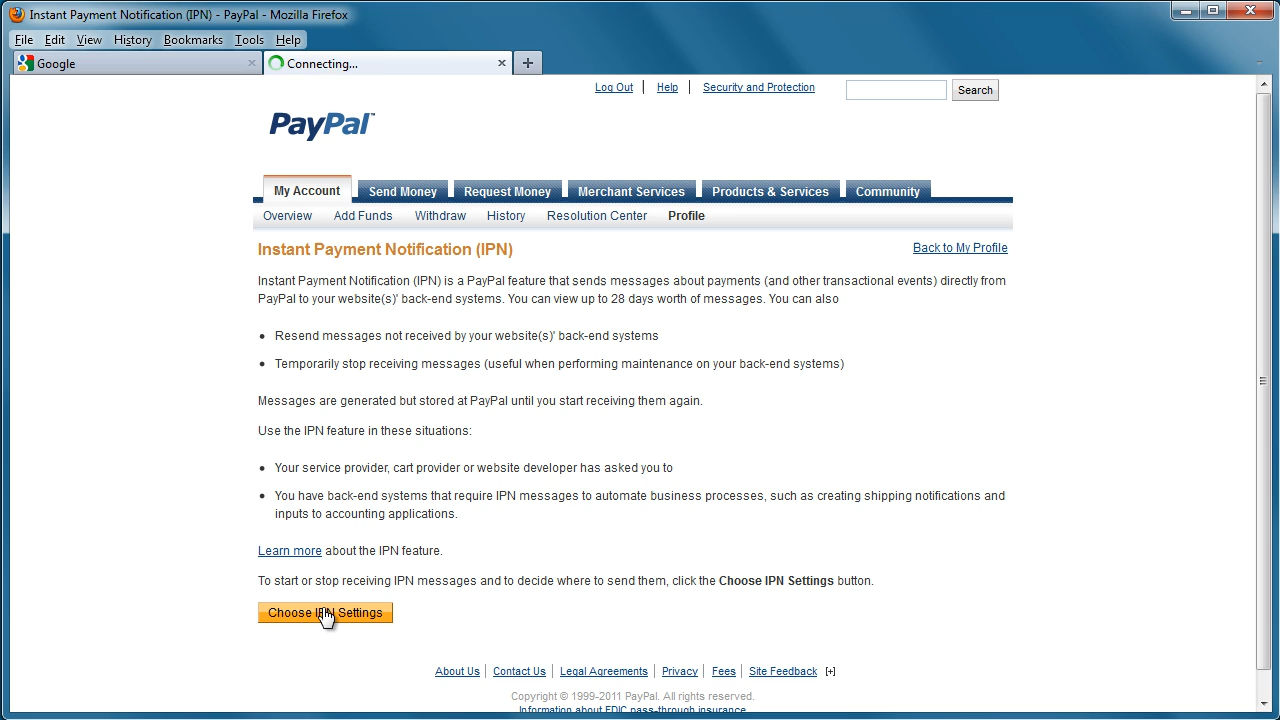 Instant Payment Notification (IPN) - PayPal - Mozilla Firefox
File Edit View History Bookmarks Tools Help
Google
Connecting...
Log Out Help Security and Protection Search
PayPal™
My Account Send Money Request Money Merchant Services Products & Services Community
Overview Add Funds Withdraw History Resolution Center Profile
Instant Payment Notification (IPN)
Back to My Profile
Instant Payment Notification (IPN) is a PayPal feature that sends messages about payments (and other transactional events) directly from
PayPal to your website(s)' back-end systems. You can view up to 28 days worth of messages. You can also
• Resend messages not received by your website(s)' back-end systems
• Temporarily stop receiving messages (useful when performing maintenance on your back-end systems)
Messages are generated but stored at PayPal until you start receiving them again.
Use the IPN feature in these situations:
• Your service provider, cart provider or website developer has asked you to
• You have back-end systems that require IPN messages to automate business processes, such as creating shipping notifications and
inputs to accounting applications.
Learn more about the IPN feature.
To start or stop receiving IPN messages and to decide where to send them, click the Choose IPN Settings button.
Choose IPN Settings
About Us Contact Us Legal Agreements Privacy Fees Site Feedback [+]
Copyright © 1999-2011 PayPal. All rights reserved.
Information about FDIC pass-through insurance